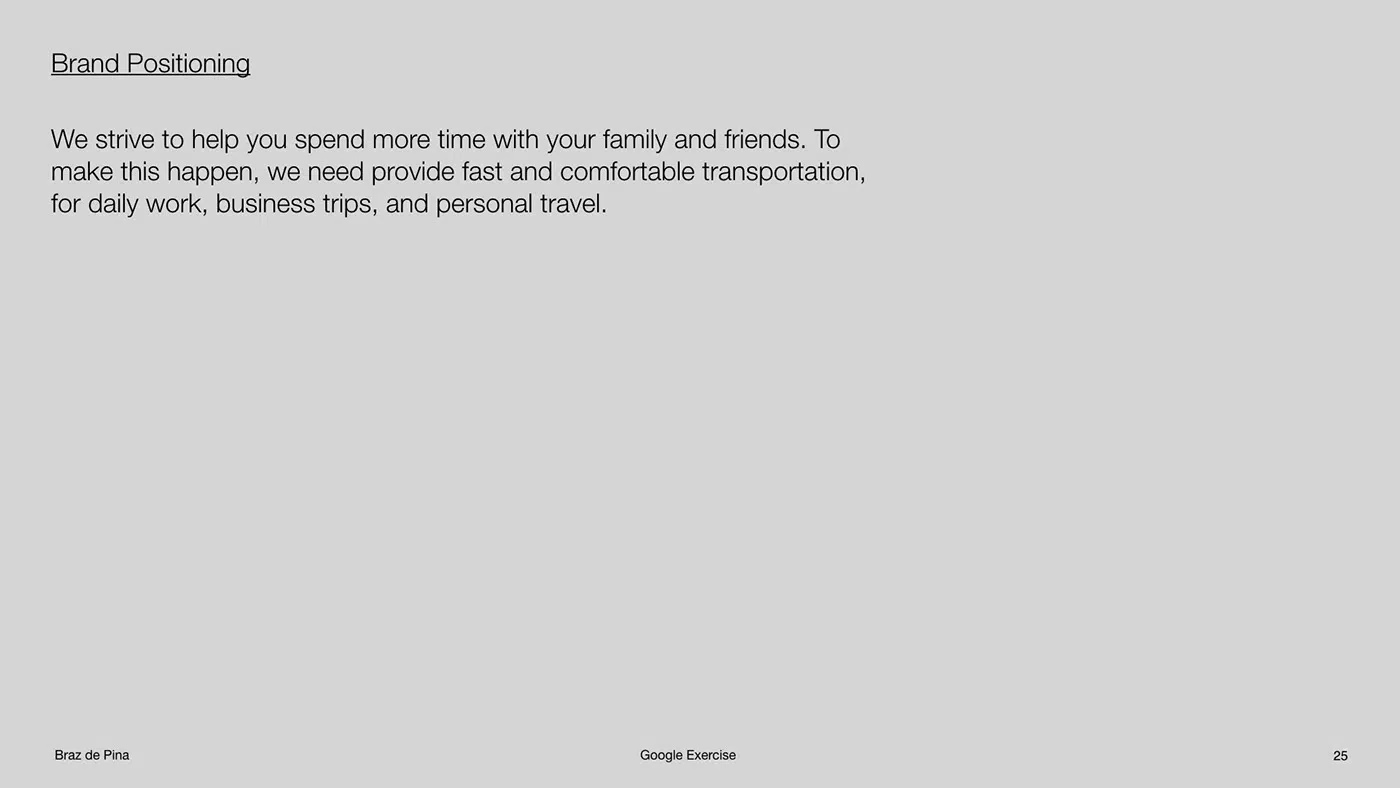 Brand Positioning
We strive to help you spend more time with your family and friends. To
make this happen, we need provide fast and comfortable transportation,
for daily work, business trips, and personal travel.
Braz de Pina
Google Exercise
25